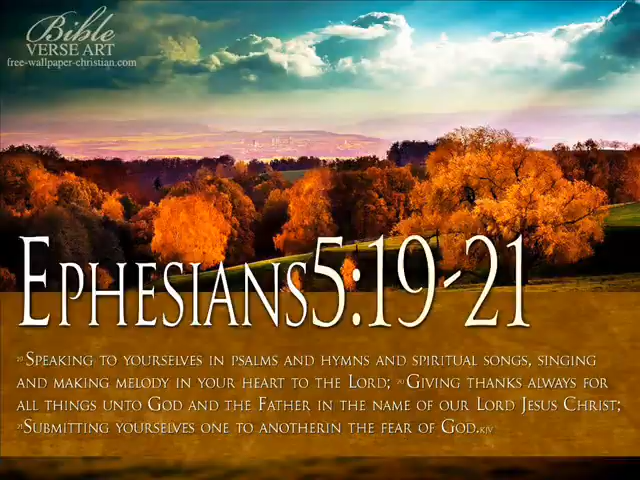 Bible
VERSE ART
free-wallpaper-christian.com
EPHESIANS 5:19-21
19 SPEAKING TO YOURSELVES IN PSALMS AND HYMNS AND SPIRITUAL SONGS, SINGING
AND MAKING MELODY IN YOUR HEART TO THE LORD; 20 GIVING THANKS ALWAYS FOR
ALL THINGS UNTO GOD AND THE FATHER IN THE NAME OF OUR LORD JESUS CHRIST;
21 SUBMITTING YOURSELVES ONE TO ANOTHERIN THE FEAR OF GOD. KJV